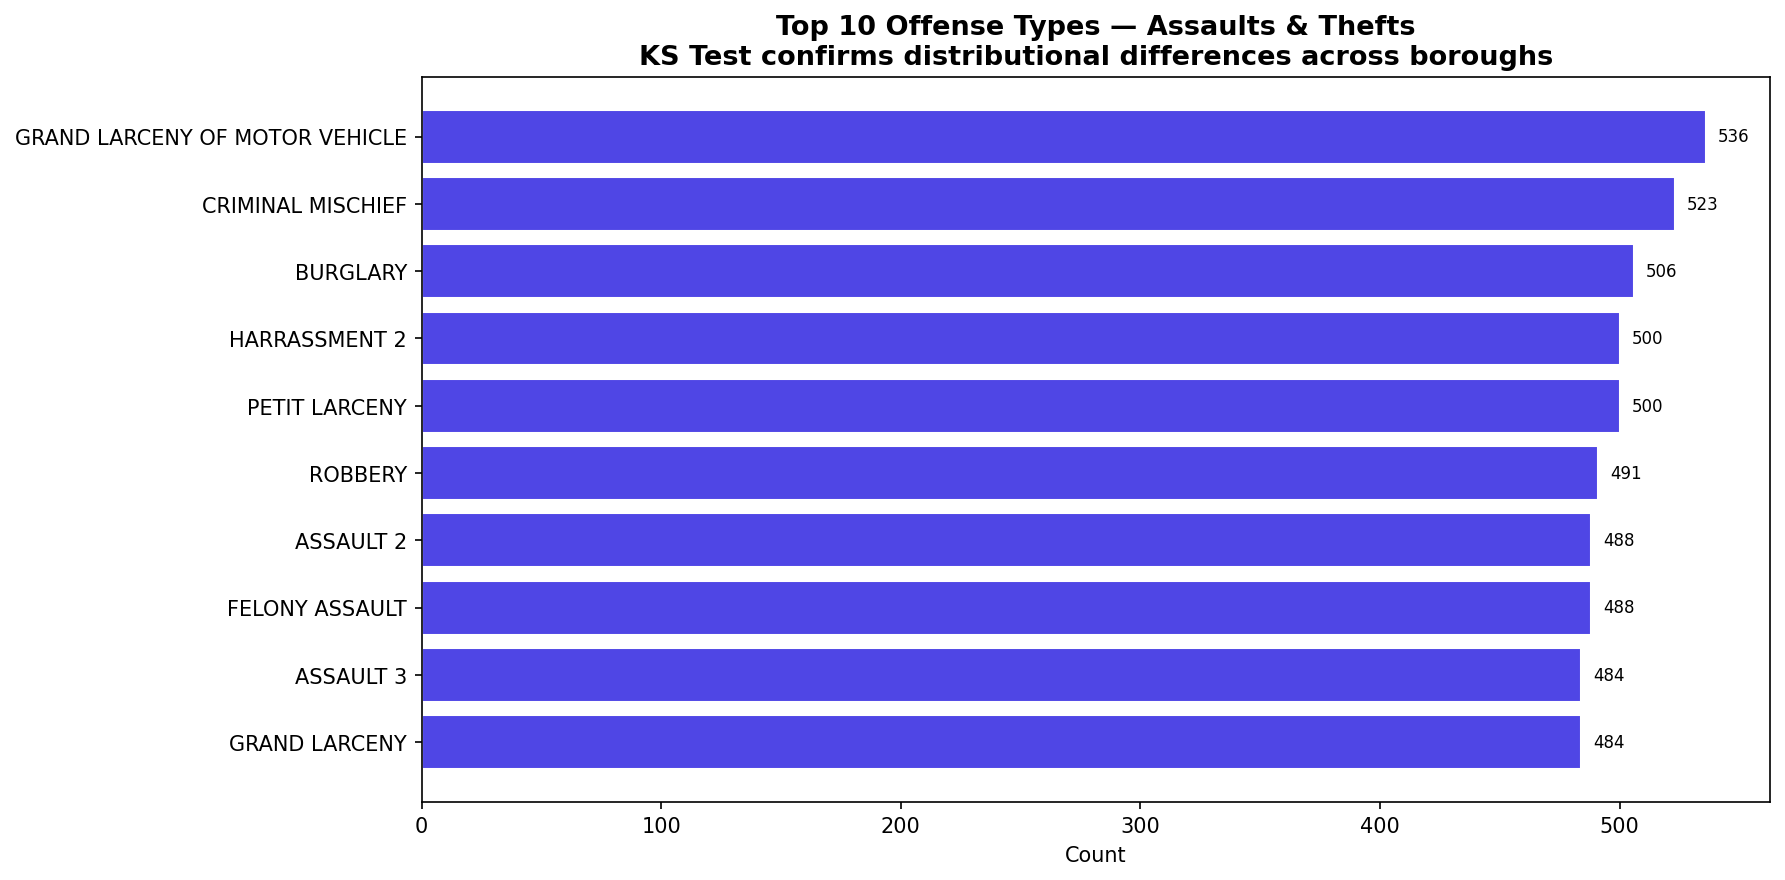 Top 10 Offense Types — Assaults & Thefts
KS Test confirms distributional differences across boroughs
GRAND LARCENY OF MOTOR VEHICLE 536
CRIMINAL MISCHIEF 523
BURGLARY 506
HARRASSMENT 2 500
PETIT LARCENY 500
ROBBERY 491
ASSAULT 2 488
FELONY ASSAULT 488
ASSAULT 3 484
GRAND LARCENY 484
0 100 200 300 400 500
Count